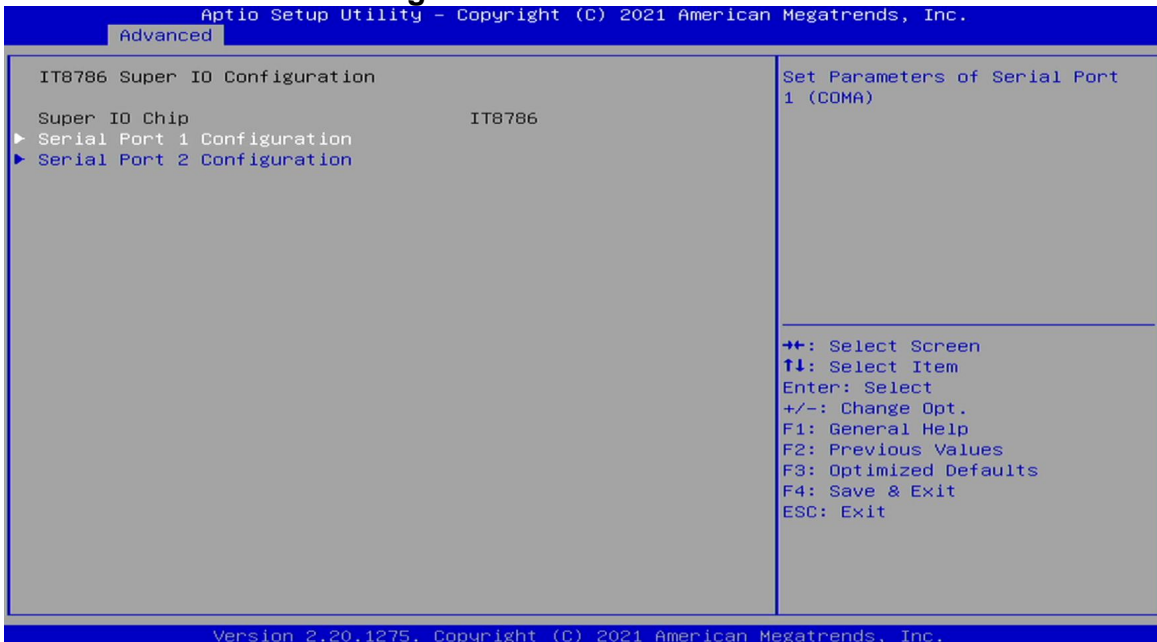 Aptio Setup Utility – Copyright (C) 2021 American Megatrends, Inc.
Advanced
IT8786 Super IO Configuration
Super IO Chip IT8786
► Serial Port 1 Configuration
► Serial Port 2 Configuration
Set Parameters of Serial Port
1 (COMA)
→←: Select Screen
↑↓: Select Item
Enter: Select
+/-: Change Opt.
F1: General Help
F2: Previous Values
F3: Optimized Defaults
F4: Save & Exit
ESC: Exit
Version 2.20.1275. Copyright (C) 2021 American Megatrends, Inc.